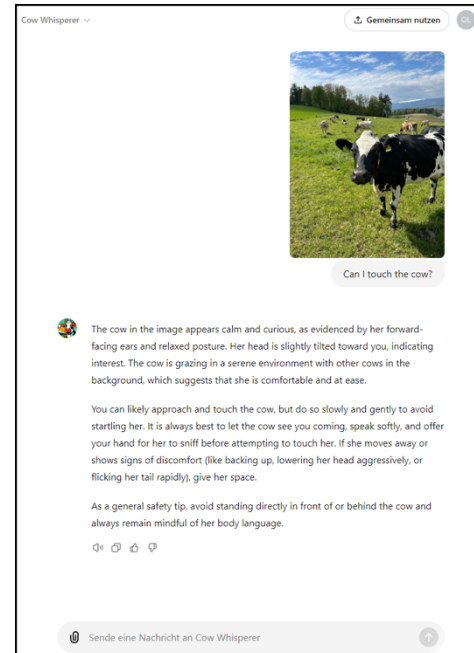 Cow Whisperer
Gemeinsam nutzen
OL
Can I touch the cow?
The cow in the image appears calm and curious, as evidenced by her forward-
facing ears and relaxed posture. Her head is slightly tilted toward you, indicating
interest. The cow is grazing in a serene environment with other cows in the
background, which suggests that she is comfortable and at ease.
You can likely approach and touch the cow, but do so slowly and gently to avoid
startling her. It is always best to let the cow see you coming, speak softly, and offer
your hand for her to sniff before attempting to touch her. If she moves away or
shows signs of discomfort (like backing up, lowering her head aggressively, or
flicking her tail rapidly), give her space.
As a general safety tip, avoid standing directly in front of or behind the cow and
always remain mindful of her body language.
Sende eine Nachricht an Cow Whisperer